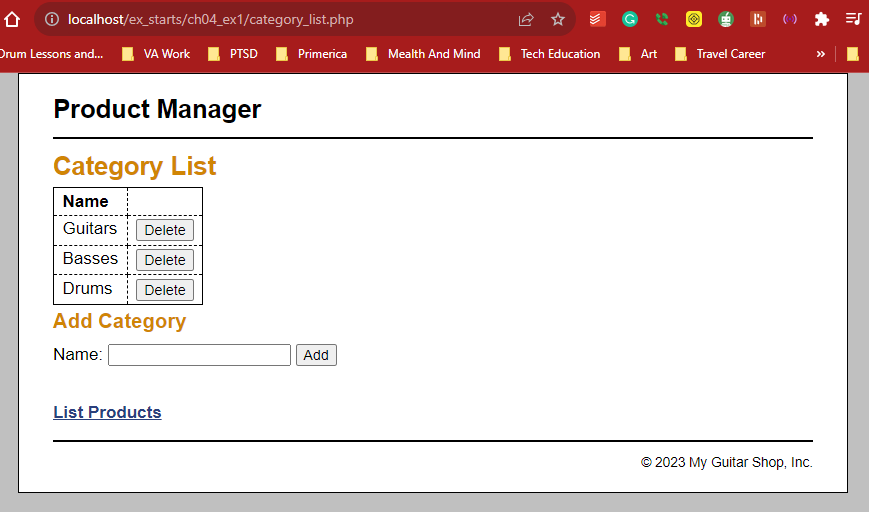 localhost/ex_starts/ch04_ex1/category_list.php
Drum Lessons and... VA Work PTSD Primerica Mealth And Mind Tech Education Art Travel Career »
Product Manager
Category List
Name
Guitars Delete
Basses Delete
Drums Delete
Add Category
Name: Add
List Products
© 2023 My Guitar Shop, Inc.